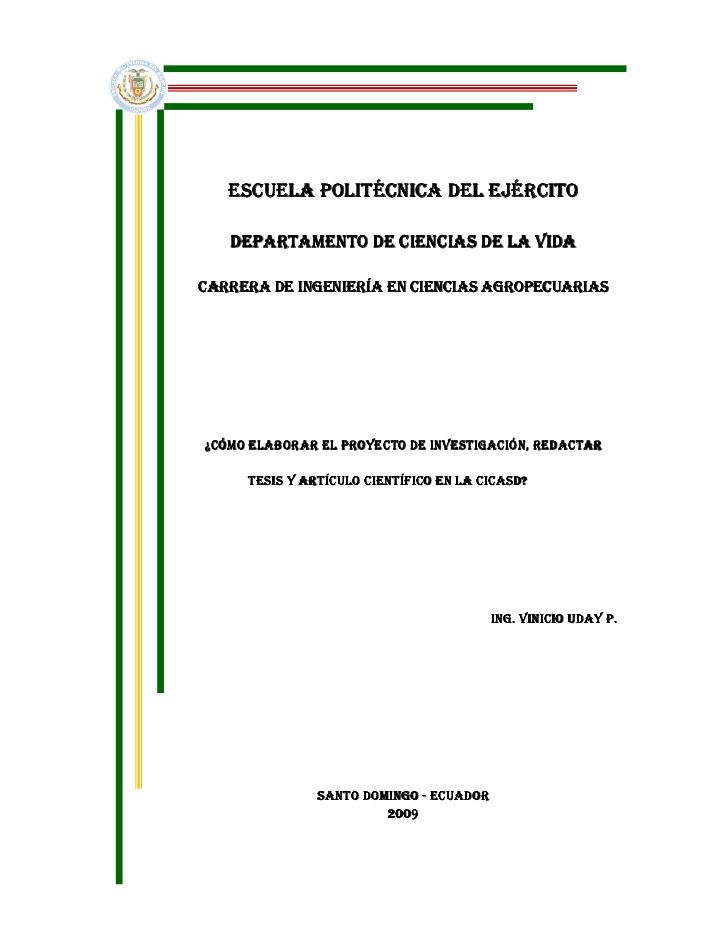 ESCUELA POLITÉCNICA DEL EJÉRCITO
DEPARTAMENTO DE CIENCIAS DE LA VIDA
CARRERA DE INGENIERÍA EN CIENCIAS AGROPECUARIAS
¿CÓMO ELABORAR EL PROYECTO DE INVESTIGACIÓN, REDACTAR
TESIS Y ARTÍCULO CIENTÍFICO EN LA CICASD?
ING. VINICIO UDAY P.
SANTO DOMINGO - ECUADOR
2009